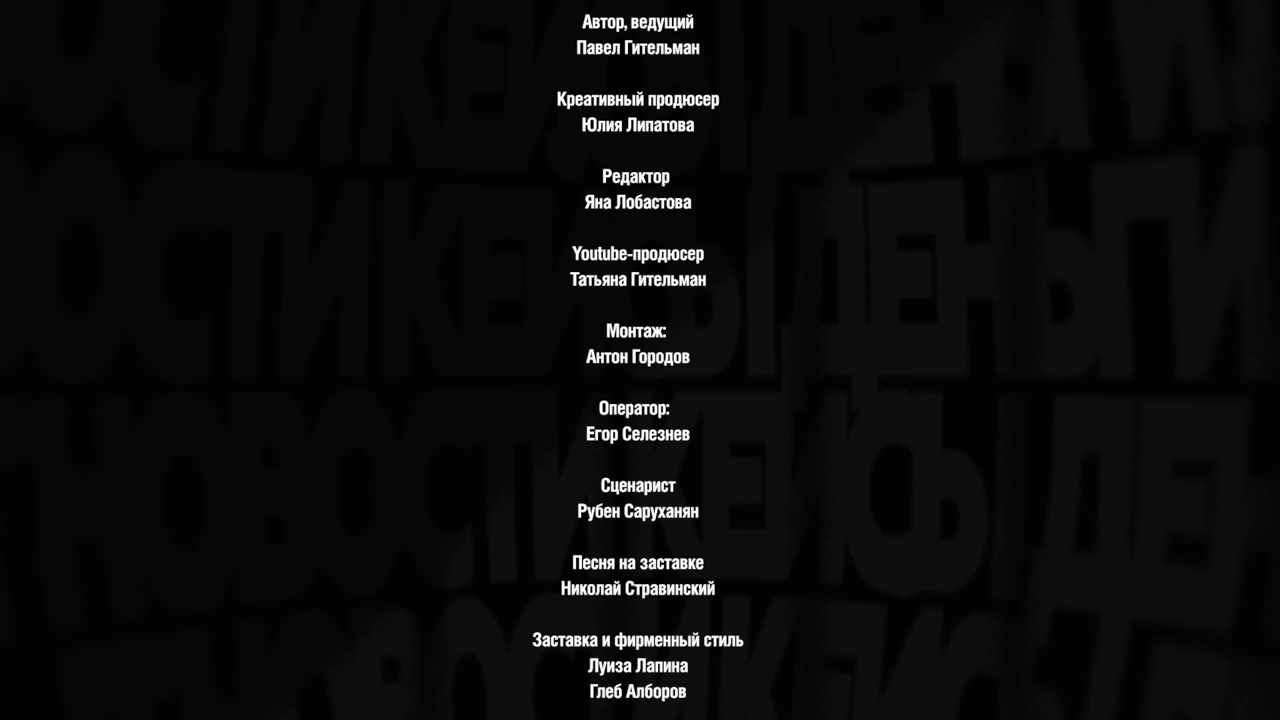 Автор, ведущий
Павел Гительман
Креативный продюсер
Юлия Липатова
Редактор
Яна Лобастова
Youtube-продюсер
Татьяна Гительман
Монтаж:
Антон Городов
Оператор:
Егор Селезнев
Сценарист
Рубен Саруханян
Песня на заставке
Николай Стравинский
Заставка и фирменный стиль
Луиза Лапина
Глеб Алборов